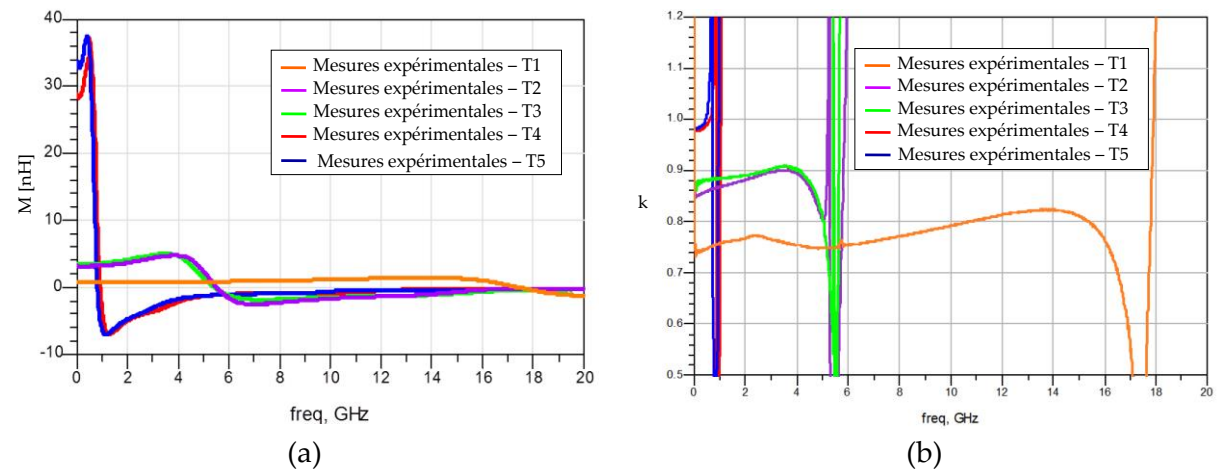 40
30
20
10
0
-10
M [nH]
Mesures expérimentales – T1
Mesures expérimentales – T2
Mesures expérimentales – T3
Mesures expérimentales – T4
Mesures expérimentales – T5
0 2 4 6 8 10 12 14 16 18 20
freq, GHz
(a)
1.2
1.1
1.0
0.9
0.8
0.7
0.6
0.5
k
Mesures expérimentales – T1
Mesures expérimentales – T2
Mesures expérimentales – T3
Mesures expérimentales – T4
Mesures expérimentales – T5
0 2 4 6 8 10 12 14 16 18 20
freq, GHz
(b)